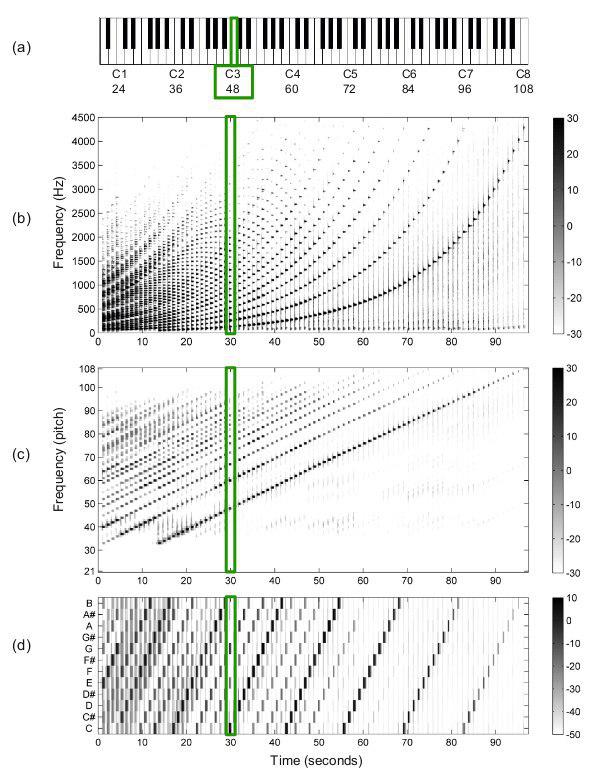 (a)
C1 C2 C3 C4 C5 C6 C7 C8
24 36 48 60 72 84 96 108
(b)
Frequency (Hz)
4500
4000
3500
3000
2500
2000
1500
1000
500
0
0 10 20 30 40 50 60 70 80 90
30
20
10
0
-10
-20
-30
(c)
Frequency (pitch)
108
100
90
80
70
60
50
40
30
21
0 10 20 30 40 50 60 70 80 90
30
20
10
0
-10
-20
-30
(d)
B
A#
A
G#
G
F#
F
E
D#
D
C#
C
0 10 20 30 40 50 60 70 80 90
Time (seconds)
10
0
-10
-20
-30
-40
-50